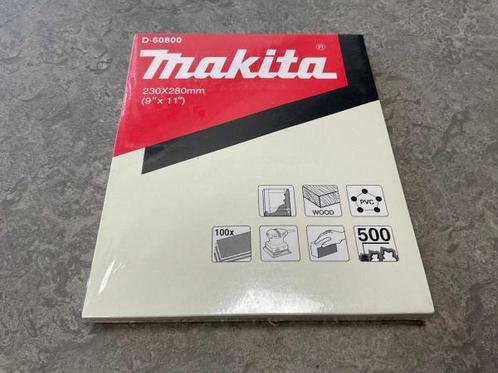 D-60800
makita®
230X280mm
(9"x 11")
WOOD
PVC
100x
500